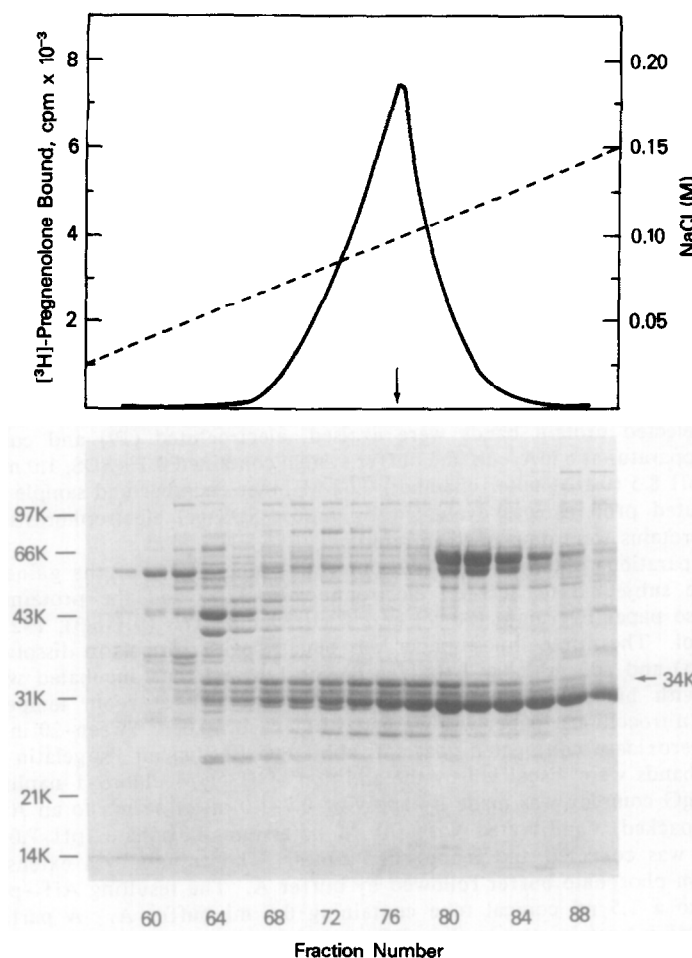 [³H]-Pregnenolone Bound, cpm x 10⁻³
8
6
4
2
0.20
0.15
0.10
0.05
NaCl (M)
97K
66K
43K
31K
21K
14K
34K
60 64 68 72 76 80 84 88
Fraction Number